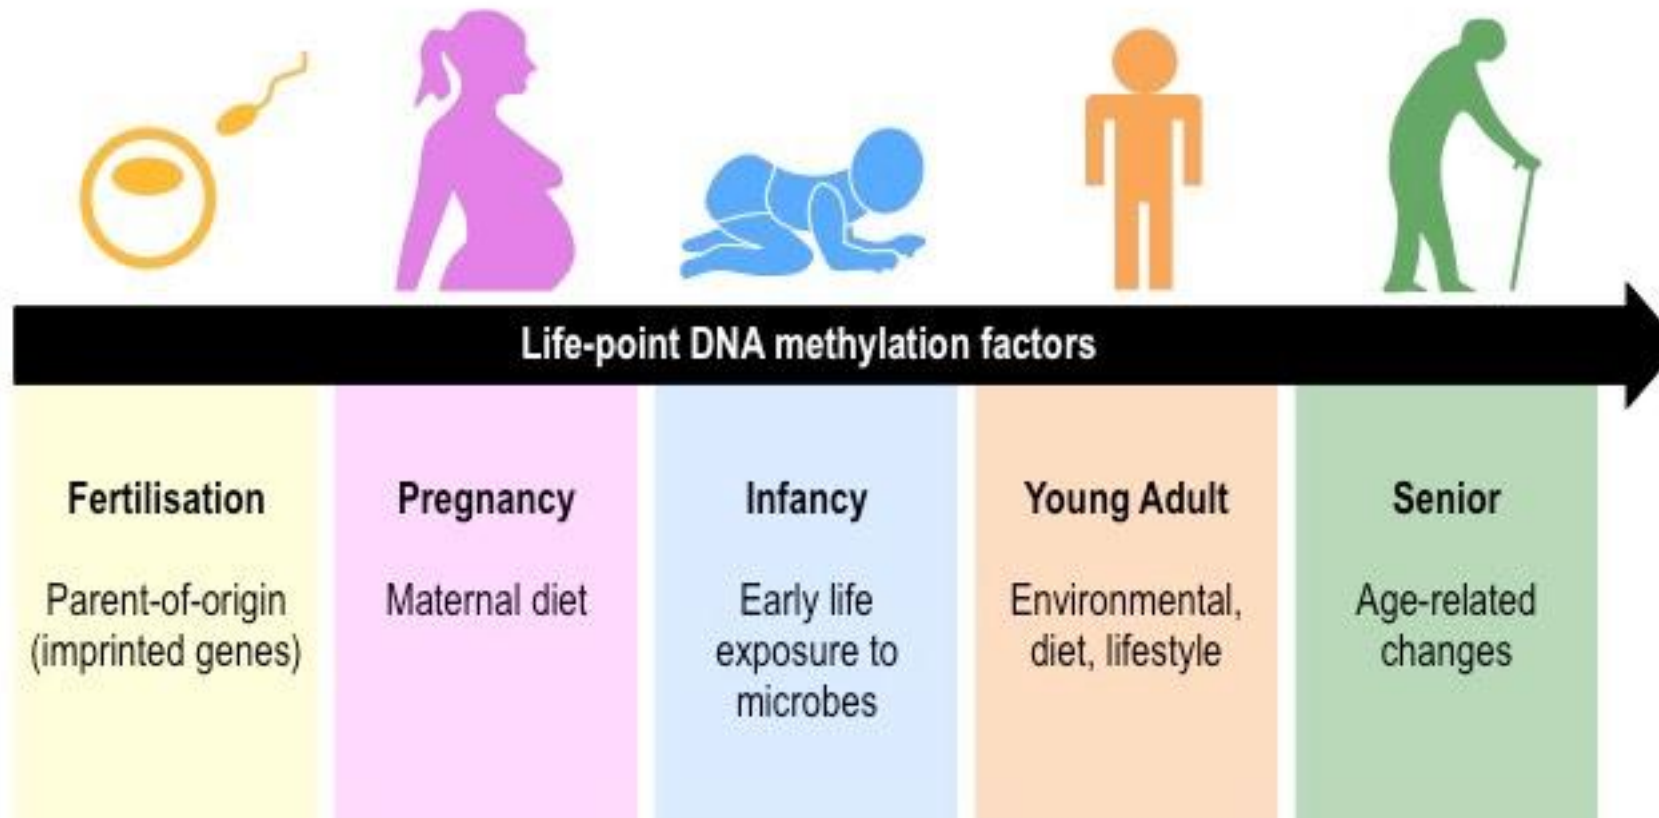 Life-point DNA methylation factors
Fertilisation
Parent-of-origin
(imprinted genes)
Pregnancy
Maternal diet
Infancy
Early life
exposure to
microbes
Young Adult
Environmental,
diet, lifestyle
Senior
Age-related
changes